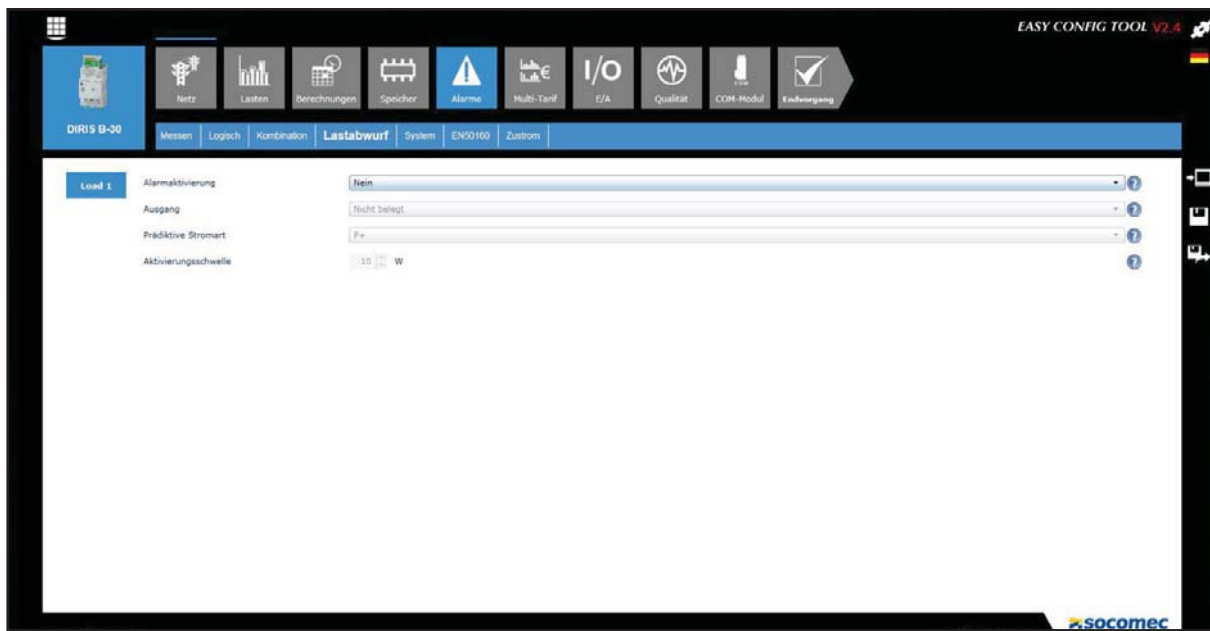 EASY CONFIG TOOL V2.4
DIRIS B-30
Netz
Lasten
Berechnungen
Speicher
Alarme
€
Multi-Tarif
I/O
E/A
Qualität
COM-Modul
Endvorgang
Messen
Logisch
Kombination
Lastabwurf
System
EN50160
Zustrom
Load 1
Alarmaktivierung
Nein
Ausgang
Nicht belegt
Prädiktive Stromart
P+
Aktivierungsschwelle
10 W
socomec